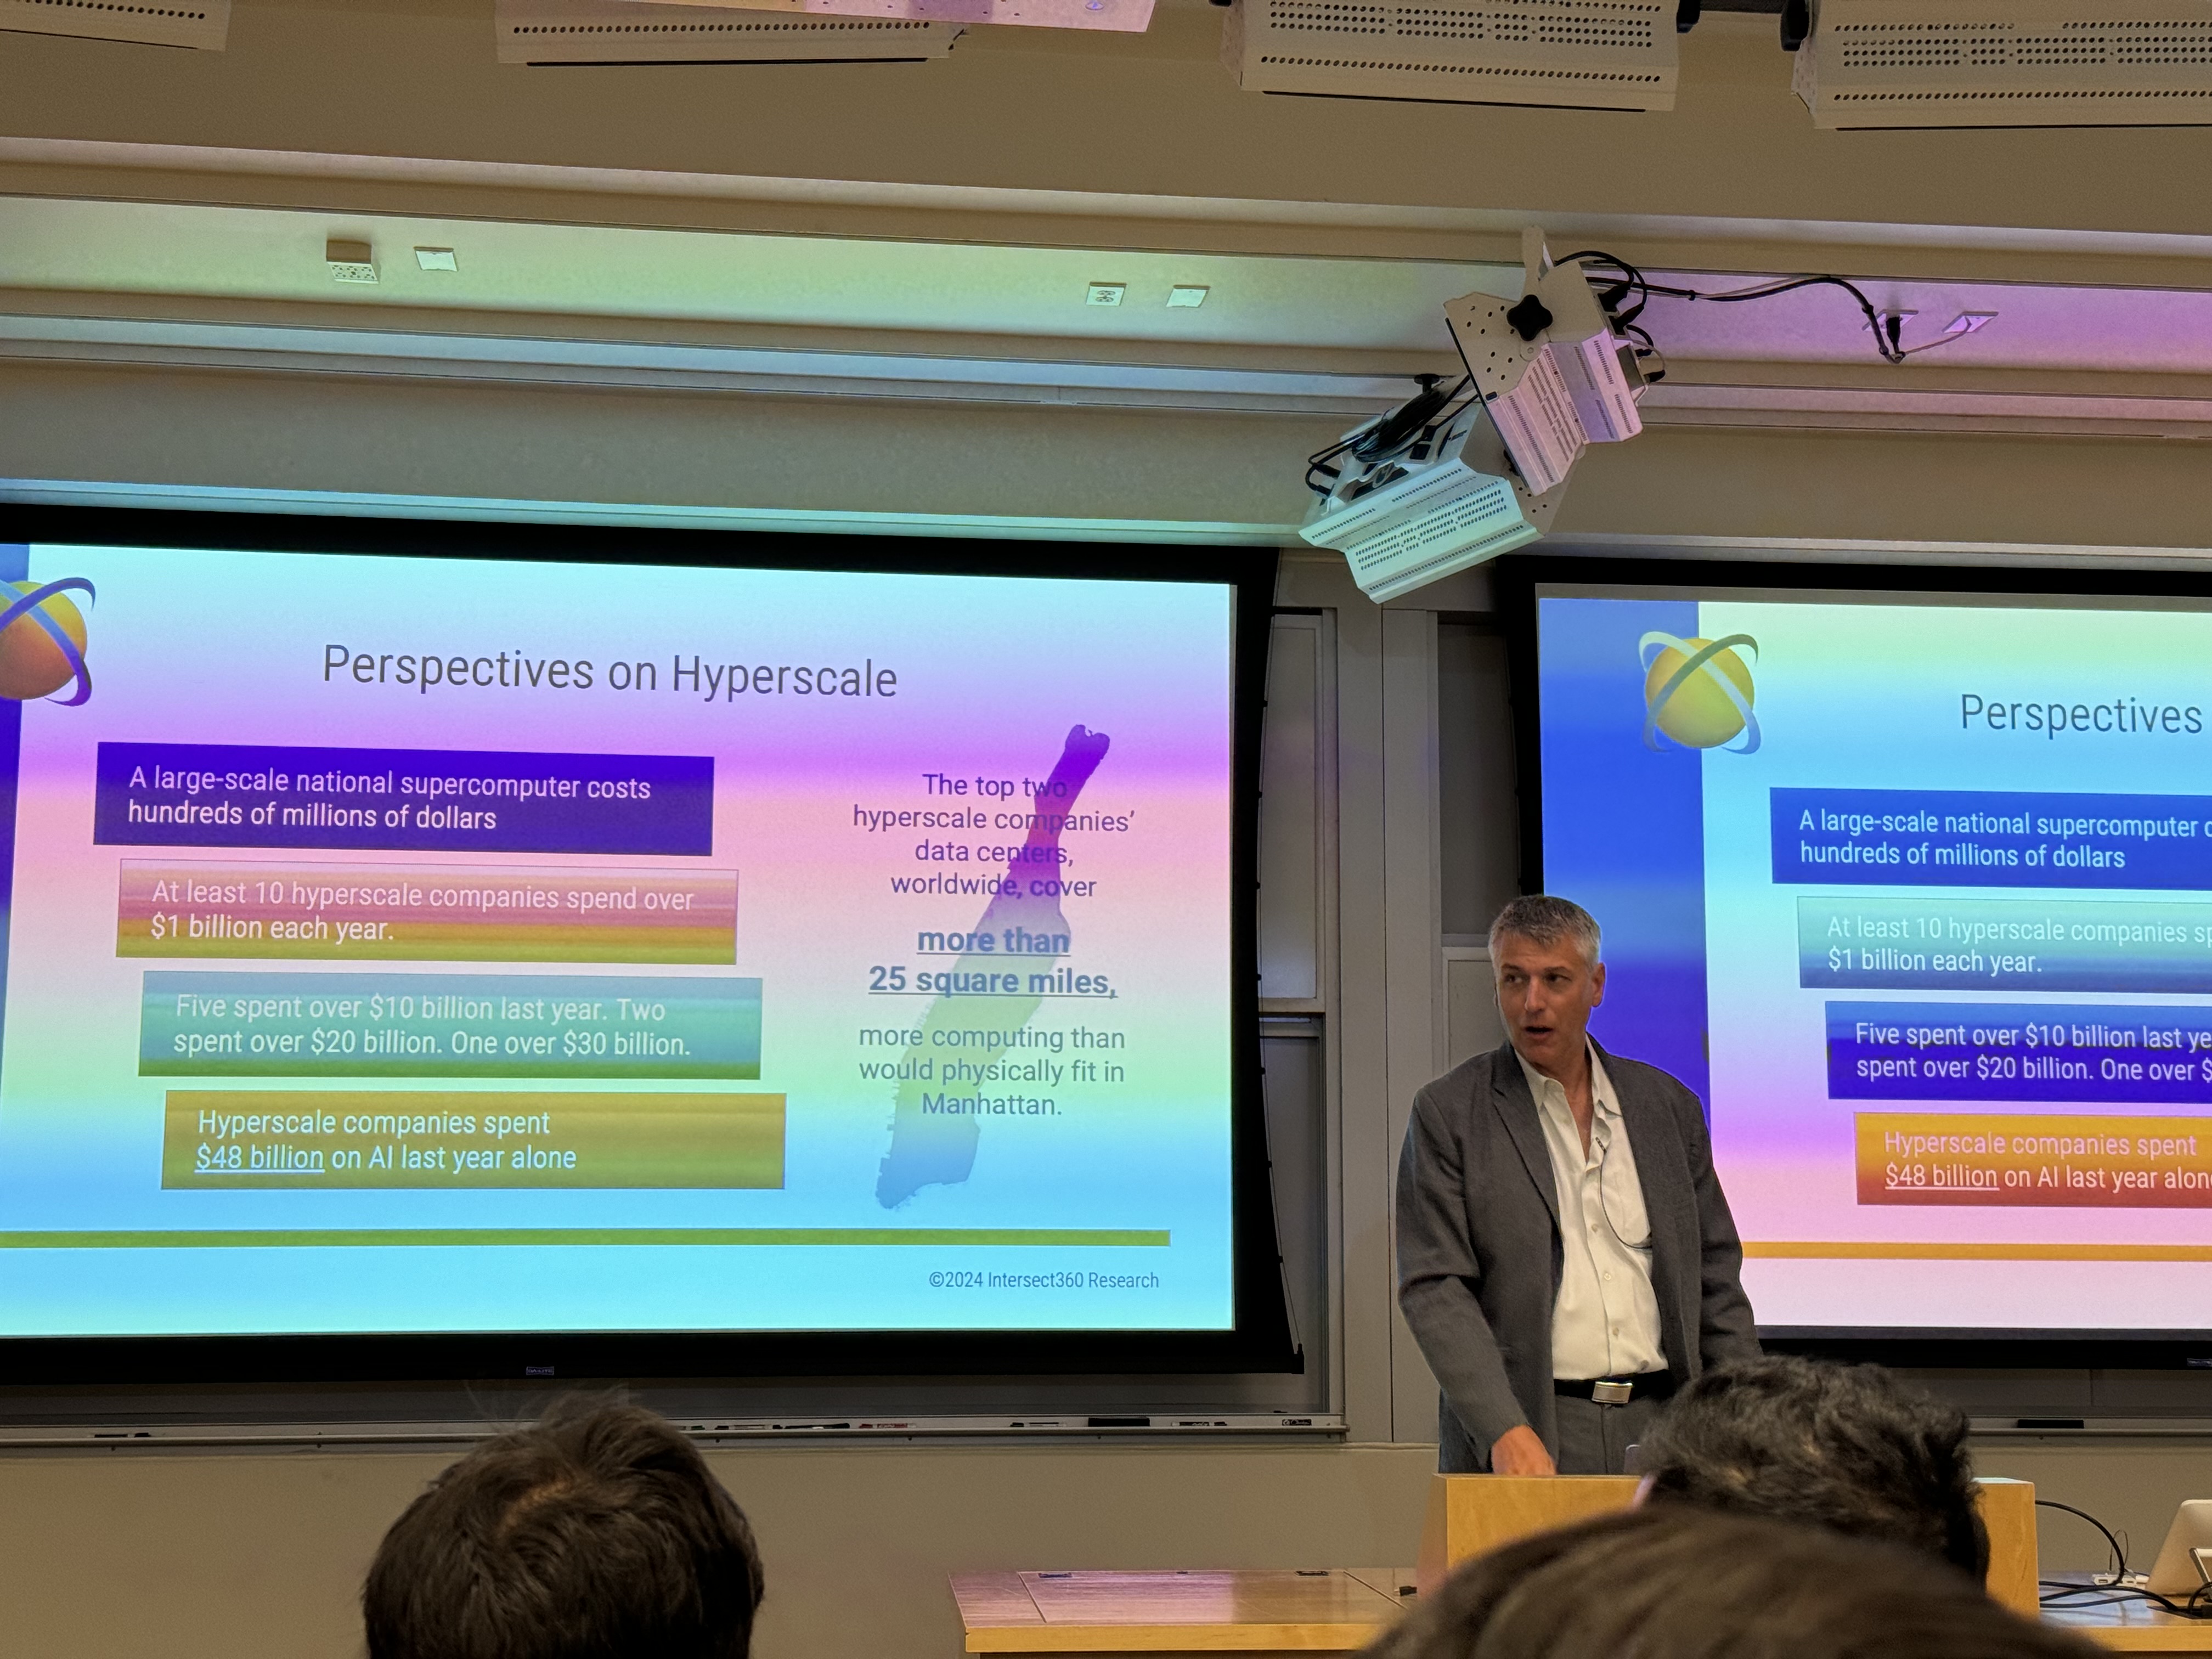 Perspectives on Hyperscale
A large-scale national supercomputer costs
hundreds of millions of dollars
At least 10 hyperscale companies spend over
$1 billion each year.
Five spent over $10 billion last year. Two
spent over $20 billion. One over $30 billion.
Hyperscale companies spent
$48 billion on AI last year alone
The top two
hyperscale companies’
data centers,
worldwide, cover
more than
25 square miles,
more computing than
would physically fit in
Manhattan.
©2024 Intersect360 Research
Perspectives
A large-scale national supercomputer c
hundreds of millions of dollars
At least 10 hyperscale companies sp
$1 billion each year.
Five spent over $10 billion last ye
spent over $20 billion. One over $
Hyperscale companies spent
$48 billion on AI last year alon